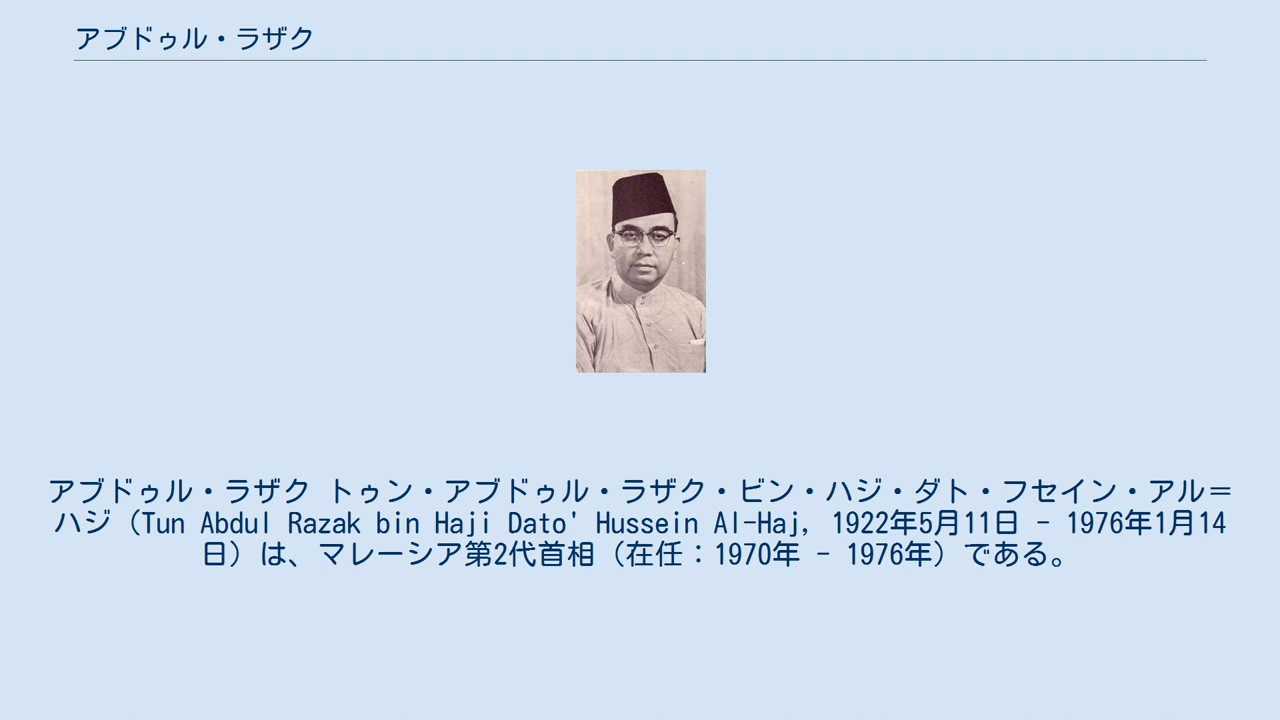 アブドゥル・ラザク
アブドゥル・ラザク トゥン・アブドゥル・ラザク・ビン・ハジ・ダト・フセイン・アル＝
ハジ（Tun Abdul Razak bin Haji Dato' Hussein Al-Haj, 1922年5月11日 - 1976年1月14
日）は、マレーシア第2代首相（在任：1970年 - 1976年）である。